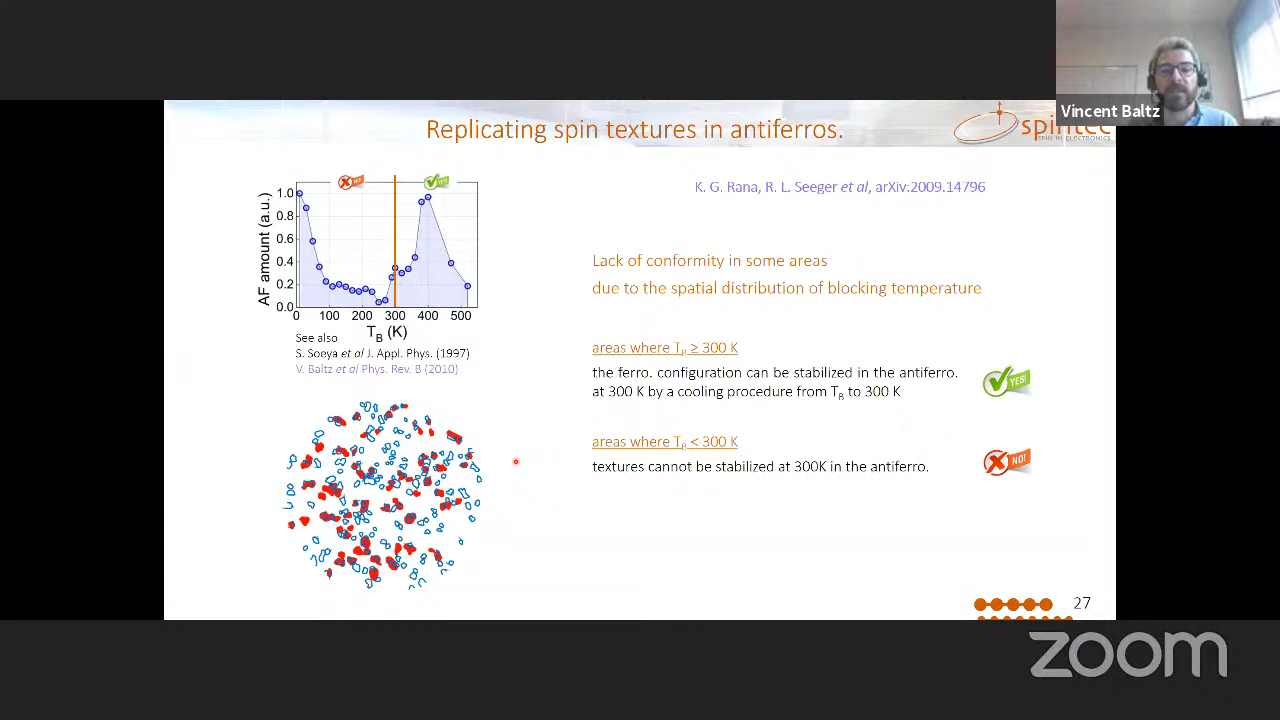 Vincent Baltz
Replicating spin textures in antiferros.
spintec
SPIN IN ELECTRONICS
NO!
YES!
K. G. Rana, R. L. Seeger et al, arXiv:2009.14796
AF amount (a.u.)
1.0
0.8
0.6
0.4
0.2
0.0
0 100 200 300 400 500
T_B (K)
See also
S. Soeya et al J. Appl. Phys. (1997)
V. Baltz et al Phys. Rev. B (2010)
Lack of conformity in some areas
due to the spatial distribution of blocking temperature
areas where T_B ≥ 300 K
the ferro. configuration can be stabilized in the antiferro.
at 300 K by a cooling procedure from T_B to 300 K
YES!
areas where T_B < 300 K
textures cannot be stabilized at 300K in the antiferro.
NO!
27
zoom